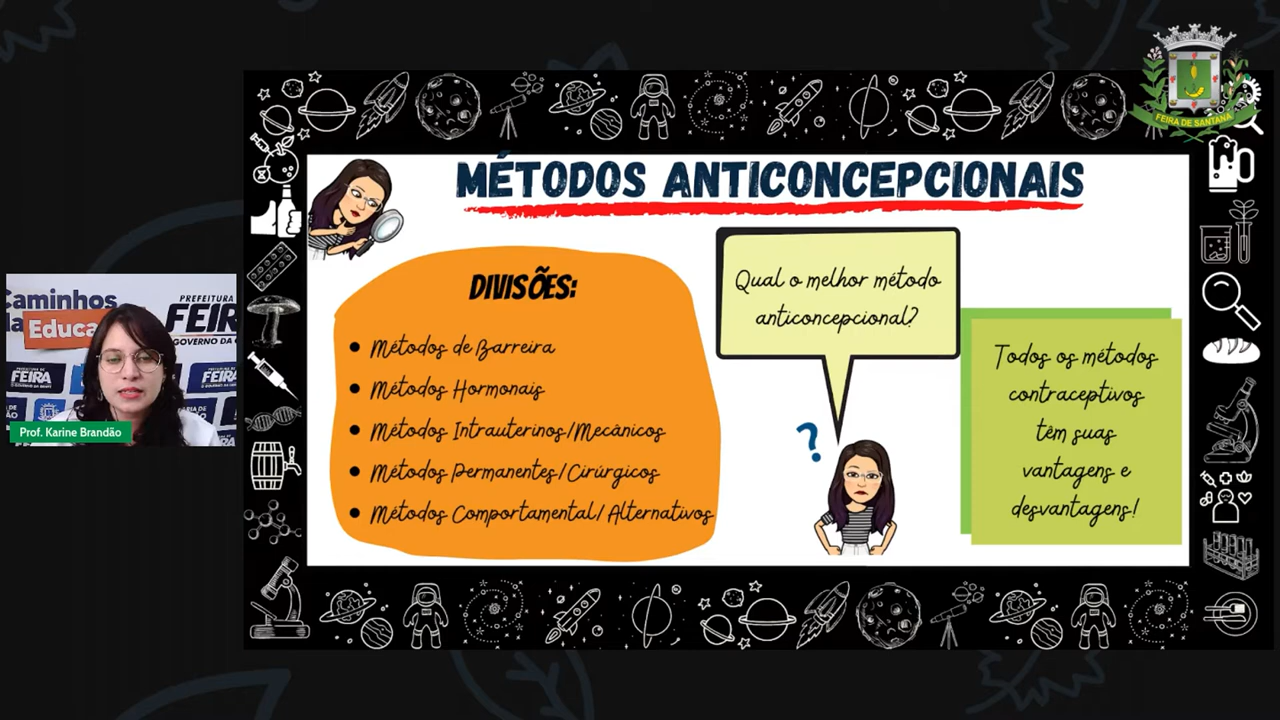 FEIRA DE SANTANA
MÉTODOS ANTICONCEPCIONAIS
DIVISÕES:
• Métodos de Barreira
• Métodos Hormonais
• Métodos Intrauterinos/Mecânicos
• Métodos Permanentes/Cirúrgicos
• Métodos Comportamental/Alternativos
Qual o melhor método
anticoncepcional?
?
Todos os métodos
contraceptivos
têm suas
vantagens e
desvantagens!
Caminhos
da
Educa
PREFEITURA
FEIR
GOVERNO DA
FEIRA
FEIRA
Prof. Karine Brandão